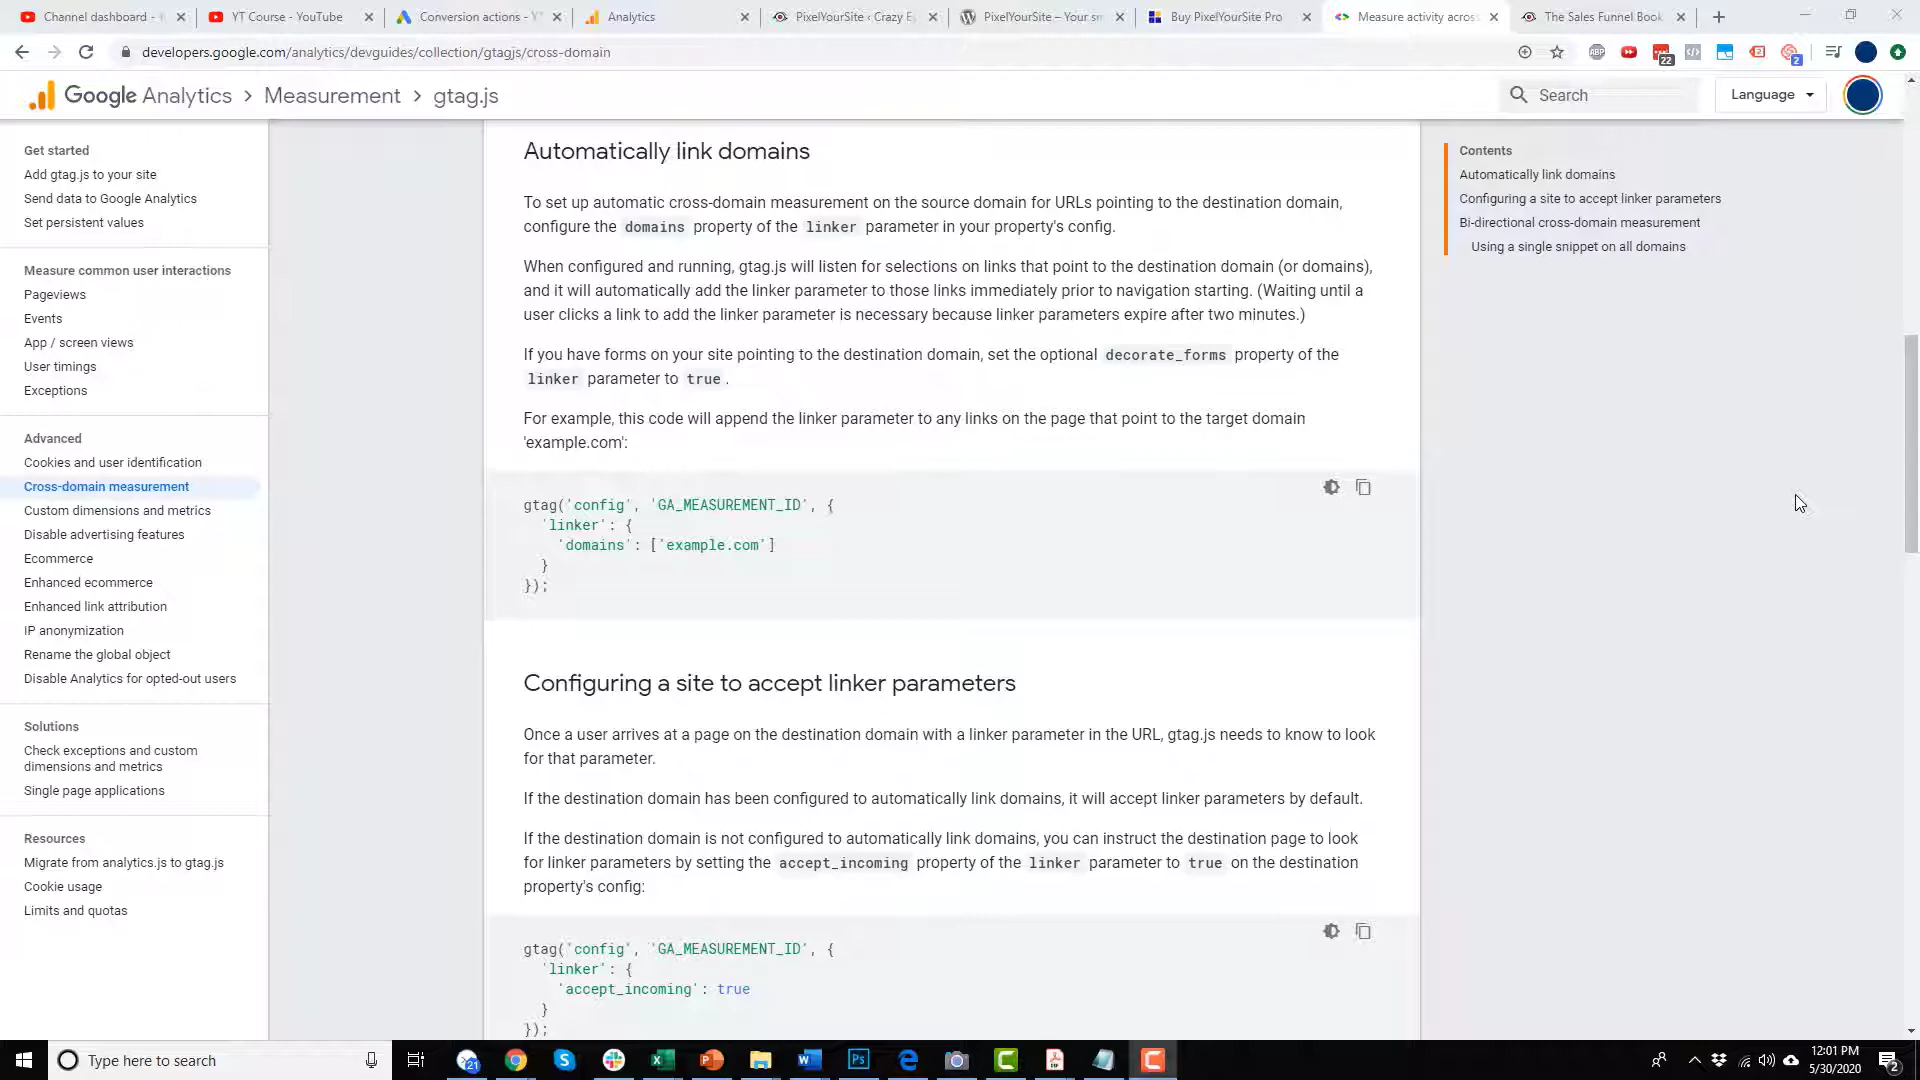 Channel dashboard -
YT Course - YouTube
Conversion actions - Y
Analytics
PixelYourSite ‹ Crazy E
PixelYourSite – Your sm
Buy PixelYourSite Pro
Measure activity acros
The Sales Funnel Book
developers.google.com/analytics/devguides/collection/gtagjs/cross-domain
ABP
22
2
Google Analytics > Measurement > gtag.js
Search
Language
Get started
Add gtag.js to your site
Send data to Google Analytics
Set persistent values
Measure common user interactions
Pageviews
Events
App / screen views
User timings
Exceptions
Advanced
Cookies and user identification
Cross-domain measurement
Custom dimensions and metrics
Disable advertising features
Ecommerce
Enhanced ecommerce
Enhanced link attribution
IP anonymization
Rename the global object
Disable Analytics for opted-out users
Solutions
Check exceptions and custom
dimensions and metrics
Single page applications
Resources
Migrate from analytics.js to gtag.js
Cookie usage
Limits and quotas
Automatically link domains
To set up automatic cross-domain measurement on the source domain for URLs pointing to the destination domain,
configure the domains property of the linker parameter in your property's config.
When configured and running, gtag.js will listen for selections on links that point to the destination domain (or domains),
and it will automatically add the linker parameter to those links immediately prior to navigation starting. (Waiting until a
user clicks a link to add the linker parameter is necessary because linker parameters expire after two minutes.)
If you have forms on your site pointing to the destination domain, set the optional decorate_forms property of the
linker parameter to true .
For example, this code will append the linker parameter to any links on the page that point to the target domain
'example.com':
gtag('config', 'GA_MEASUREMENT_ID', {
'linker': {
'domains': ['example.com']
}
});
Configuring a site to accept linker parameters
Once a user arrives at a page on the destination domain with a linker parameter in the URL, gtag.js needs to know to look
for that parameter.
If the destination domain has been configured to automatically link domains, it will accept linker parameters by default.
If the destination domain is not configured to automatically link domains, you can instruct the destination page to look
for linker parameters by setting the accept_incoming property of the linker parameter to true on the destination
property's config:
gtag('config', 'GA_MEASUREMENT_ID', {
'linker': {
'accept_incoming': true
}
});
Contents
Automatically link domains
Configuring a site to accept linker parameters
Bi-directional cross-domain measurement
Using a single snippet on all domains
Type here to search
21
Ps
12:01 PM
5/30/2020
2